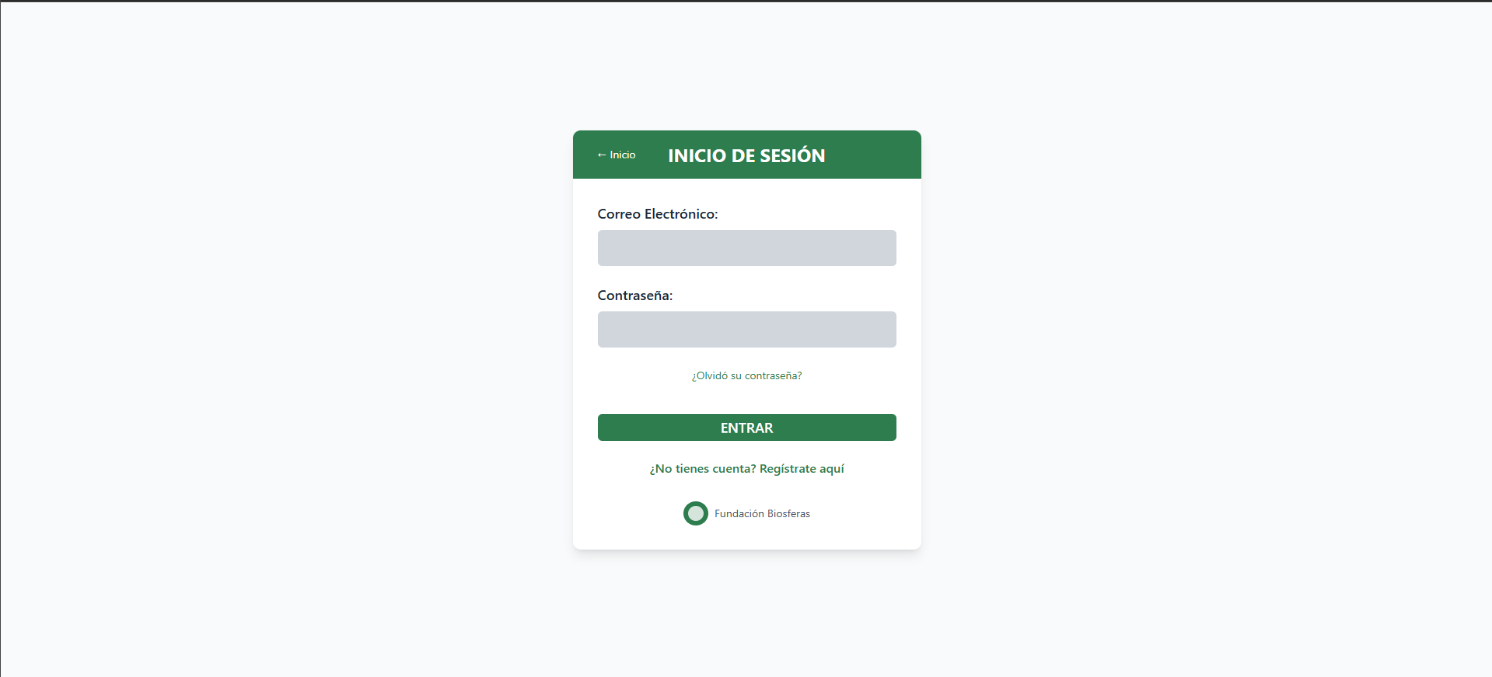 ← Inicio
INICIO DE SESIÓN
Correo Electrónico:
Contraseña:
¿Olvidó su contraseña?
ENTRAR
¿No tienes cuenta? Regístrate aquí
Fundación Biosferas